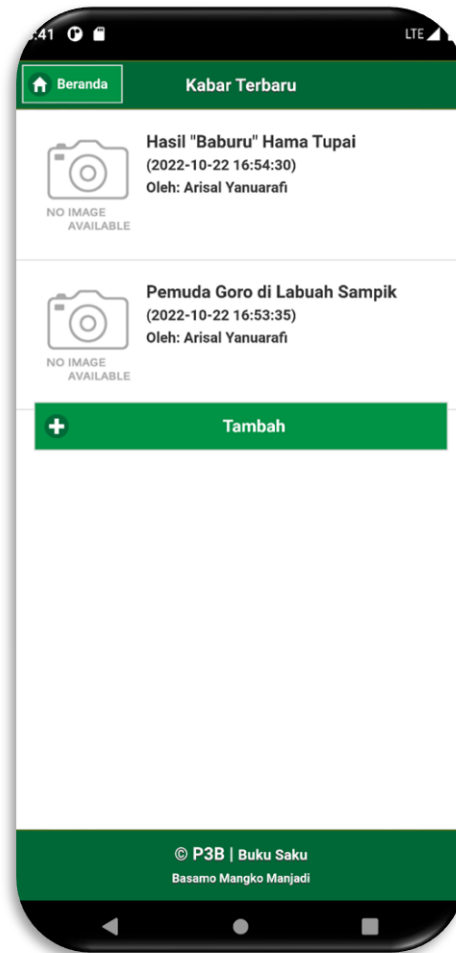 :41
LTE
Beranda
Kabar Terbaru
NO IMAGE
AVAILABLE
Hasil "Baburu" Hama Tupai
(2022-10-22 16:54:30)
Oleh: Arisal Yanuarafi
NO IMAGE
AVAILABLE
Pemuda Goro di Labuah Sampik
(2022-10-22 16:53:35)
Oleh: Arisal Yanuarafi
Tambah
© P3B | Buku Saku
Basamo Mangko Manjadi